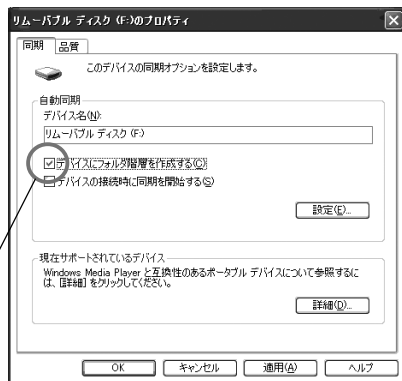 リムーバブル ディスク (F:)のプロパティ
同期 品質
このデバイスの同期オプションを設定します。
自動同期
デバイス名(N):
リムーバブル ディスク (F:)
デバイスにフォルダ階層を作成する(C)
デバイスの接続時に同期を開始する(S)
設定(E)...
現在サポートされているデバイス
Windows Media Player と互換性のあるポータブル デバイスについて参照するに
は、[詳細] をクリックしてください。
詳細(D)...
OK キャンセル 適用(A) ヘルプ